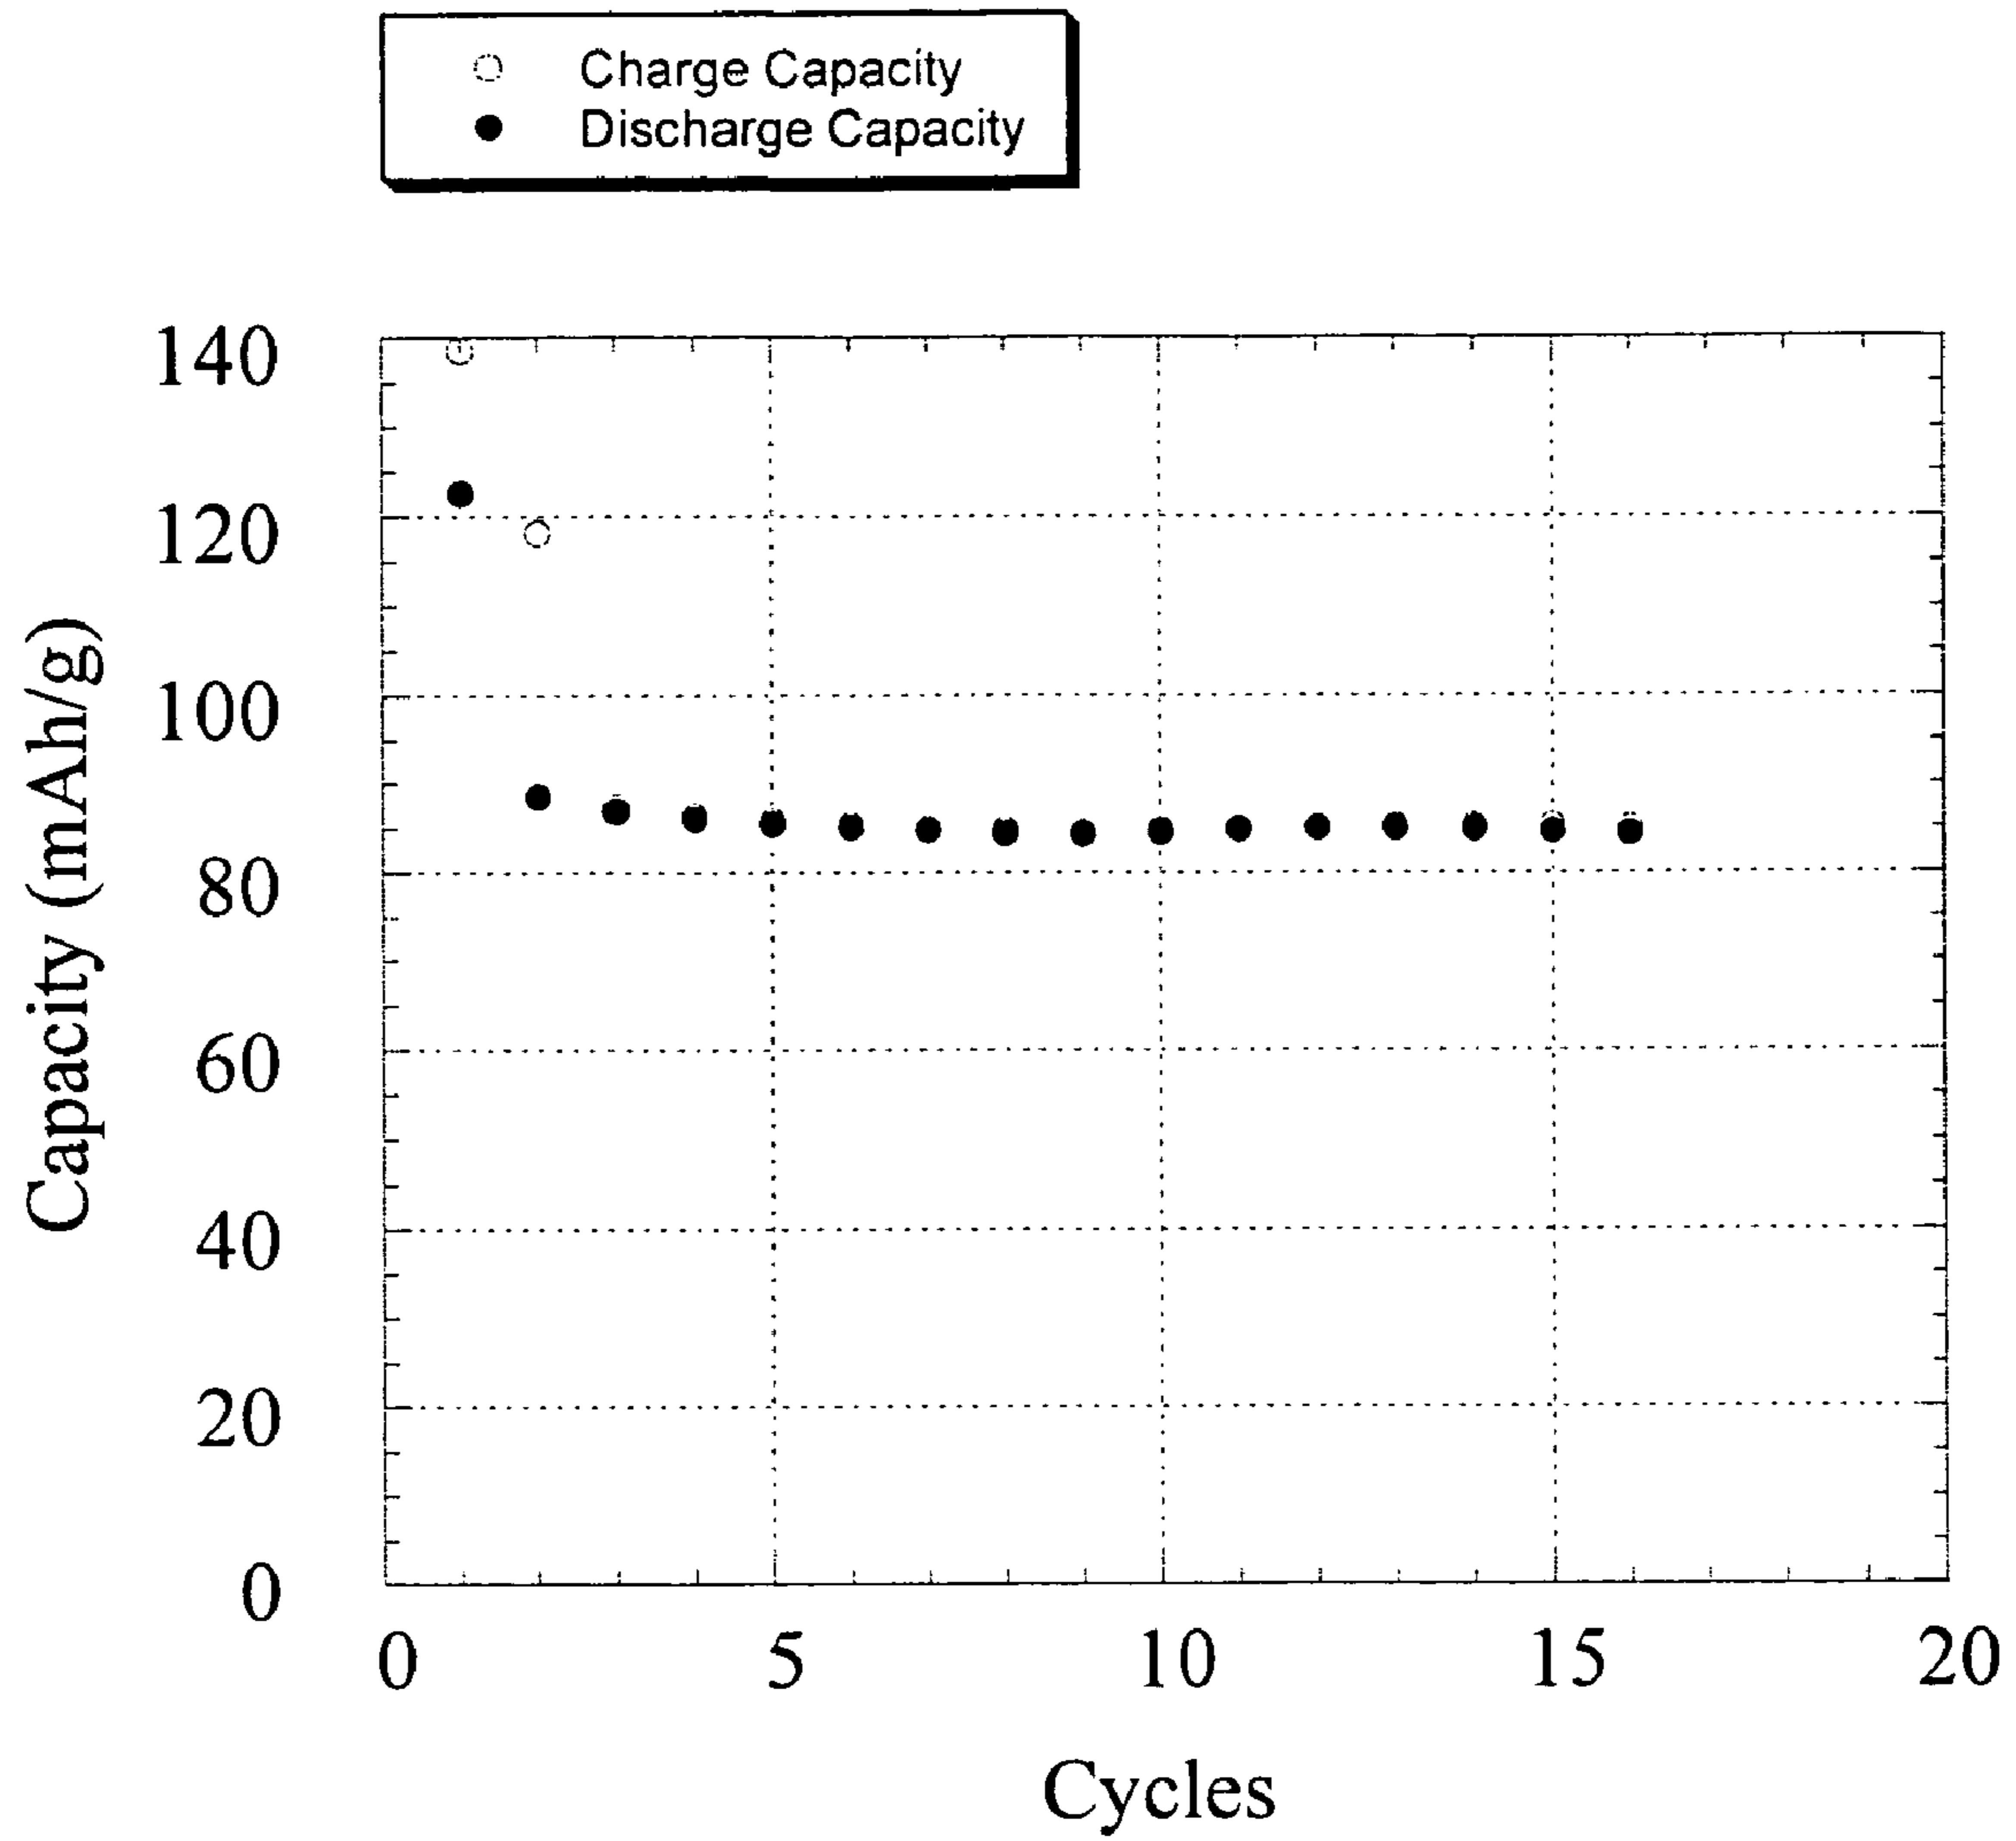 Charge Capacity
Discharge Capacity
140
120
100
80
60
40
20
0
Capacity (mAh/g)
0 5 10 15 20
Cycles